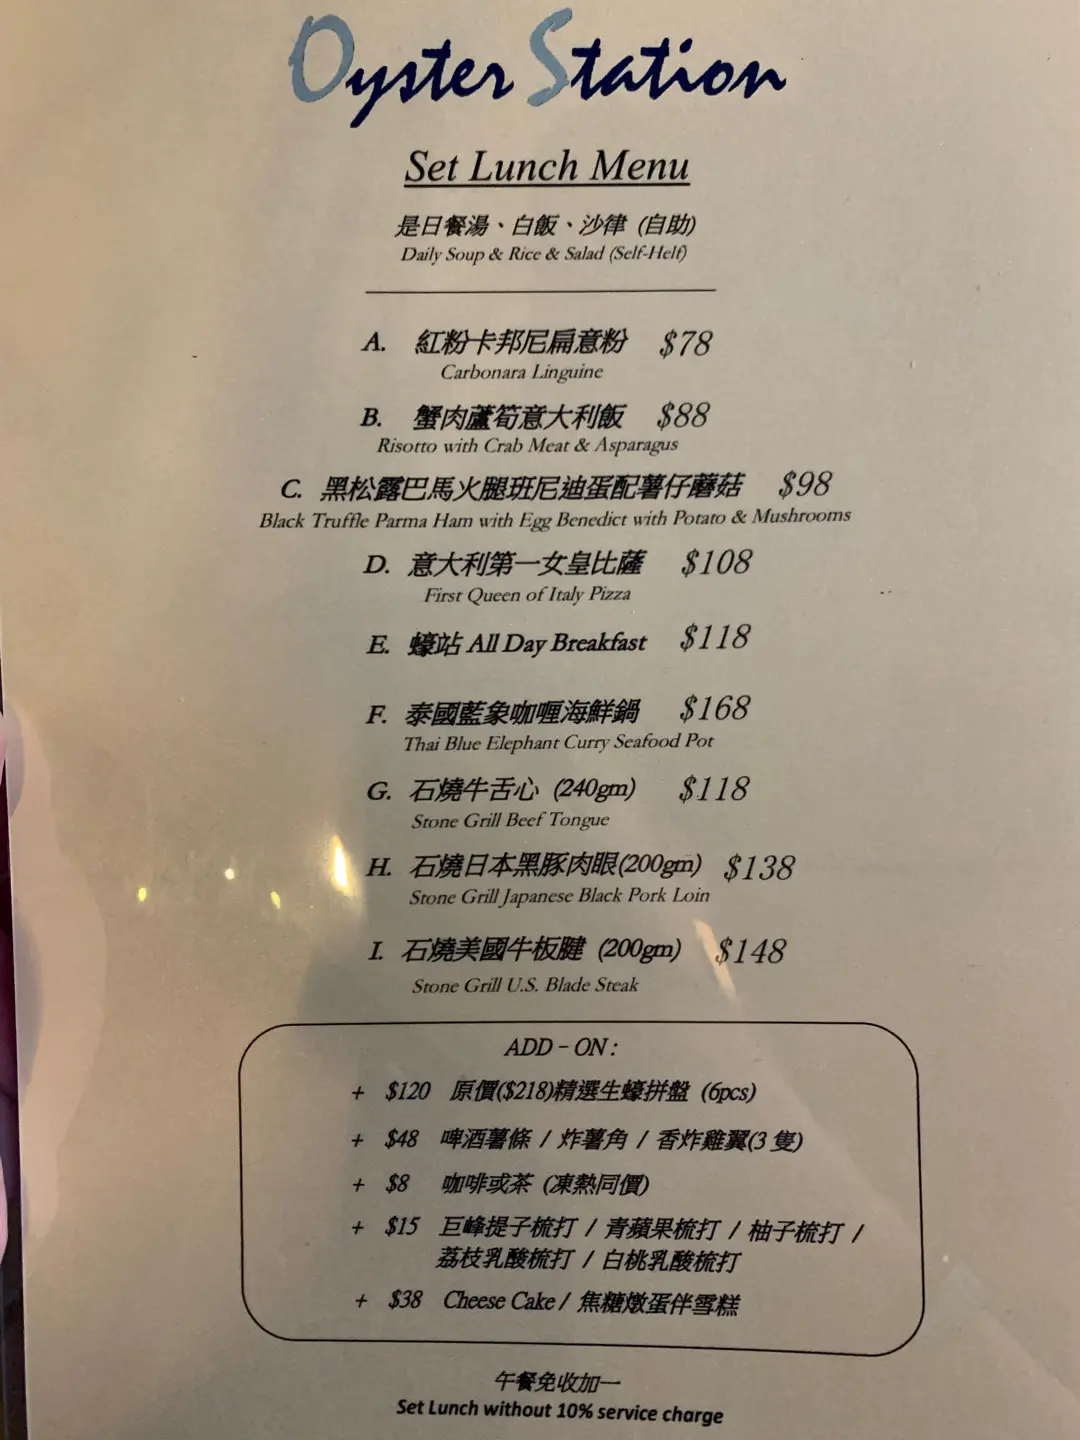 Oyster Station
Set Lunch Menu
是日餐湯、白飯、沙律 (自助)
Daily Soup & Rice & Salad (Self-Helf)
A. 紅粉卡邦尼扁意粉 $78
Carbonara Linguine
B. 蟹肉蘆筍意大利飯 $88
Risotto with Crab Meat & Asparagus
C. 黑松露巴馬火腿班尼迪蛋配薯仔蘑菇 $98
Black Truffle Parma Ham with Egg Benedict with Potato & Mushrooms
D. 意大利第一女皇比薩 $108
First Queen of Italy Pizza
E. 蠔站 All Day Breakfast $118
F. 泰國藍象咖喱海鮮鍋 $168
Thai Blue Elephant Curry Seafood Pot
G. 石燒牛舌心 (240gm) $118
Stone Grill Beef Tongue
H. 石燒日本黑豚肉眼(200gm) $138
Stone Grill Japanese Black Pork Loin
I. 石燒美國牛板腱 (200gm) $148
Stone Grill U.S. Blade Steak
ADD - ON :
+ $120 原價($218)精選生蠔拼盤 (6pcs)
+ $48 啤酒薯條 / 炸薯角 / 香炸雞翼(3 隻)
+ $8 咖啡或茶 (凍熱同價)
+ $15 巨峰提子梳打 / 青蘋果梳打 / 柚子梳打 /
荔枝乳酸梳打 / 白桃乳酸梳打
+ $38 Cheese Cake / 焦糖燉蛋伴雪糕
午餐免收加一
Set Lunch without 10% service charge